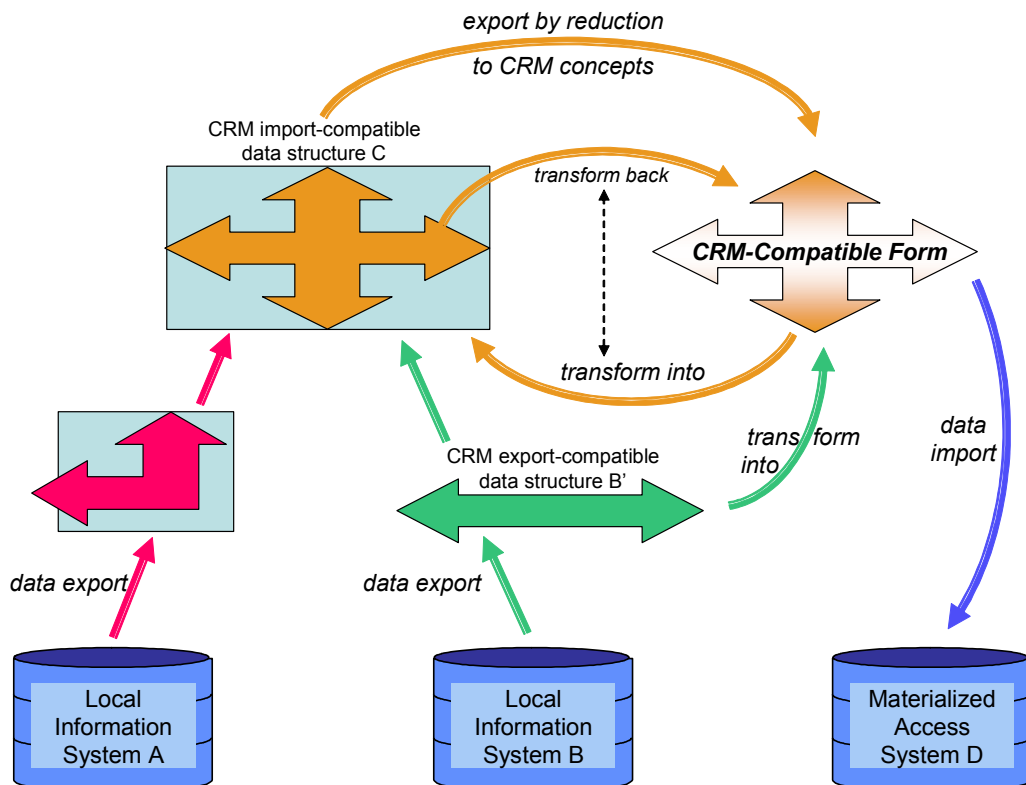 export by reduction
to CRM concepts
CRM import-compatible
data structure C
transform back
CRM-Compatible Form
transform into
transform
into
data
import
CRM export-compatible
data structure B’
data export
data export
Local
Information
System A
Local
Information
System B
Materialized
Access
System D